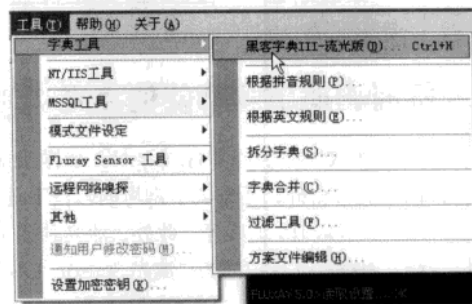 工具(T) 帮助(H) 关于(A)
字典工具
NT/IIS工具
MSSQL工具
模式文件设定
Fluxay Sensor 工具
远程网络嗅探
其他
通知用户修改密码(M)...
设置加密密钥(K)...
黑客字典III-流光版(D)... Ctrl+H
根据拼音规则(P)...
根据英文规则(E)...
拆分字典(S)...
字典合并(C)...
过滤工具(F)...
方案文件编辑(H)...